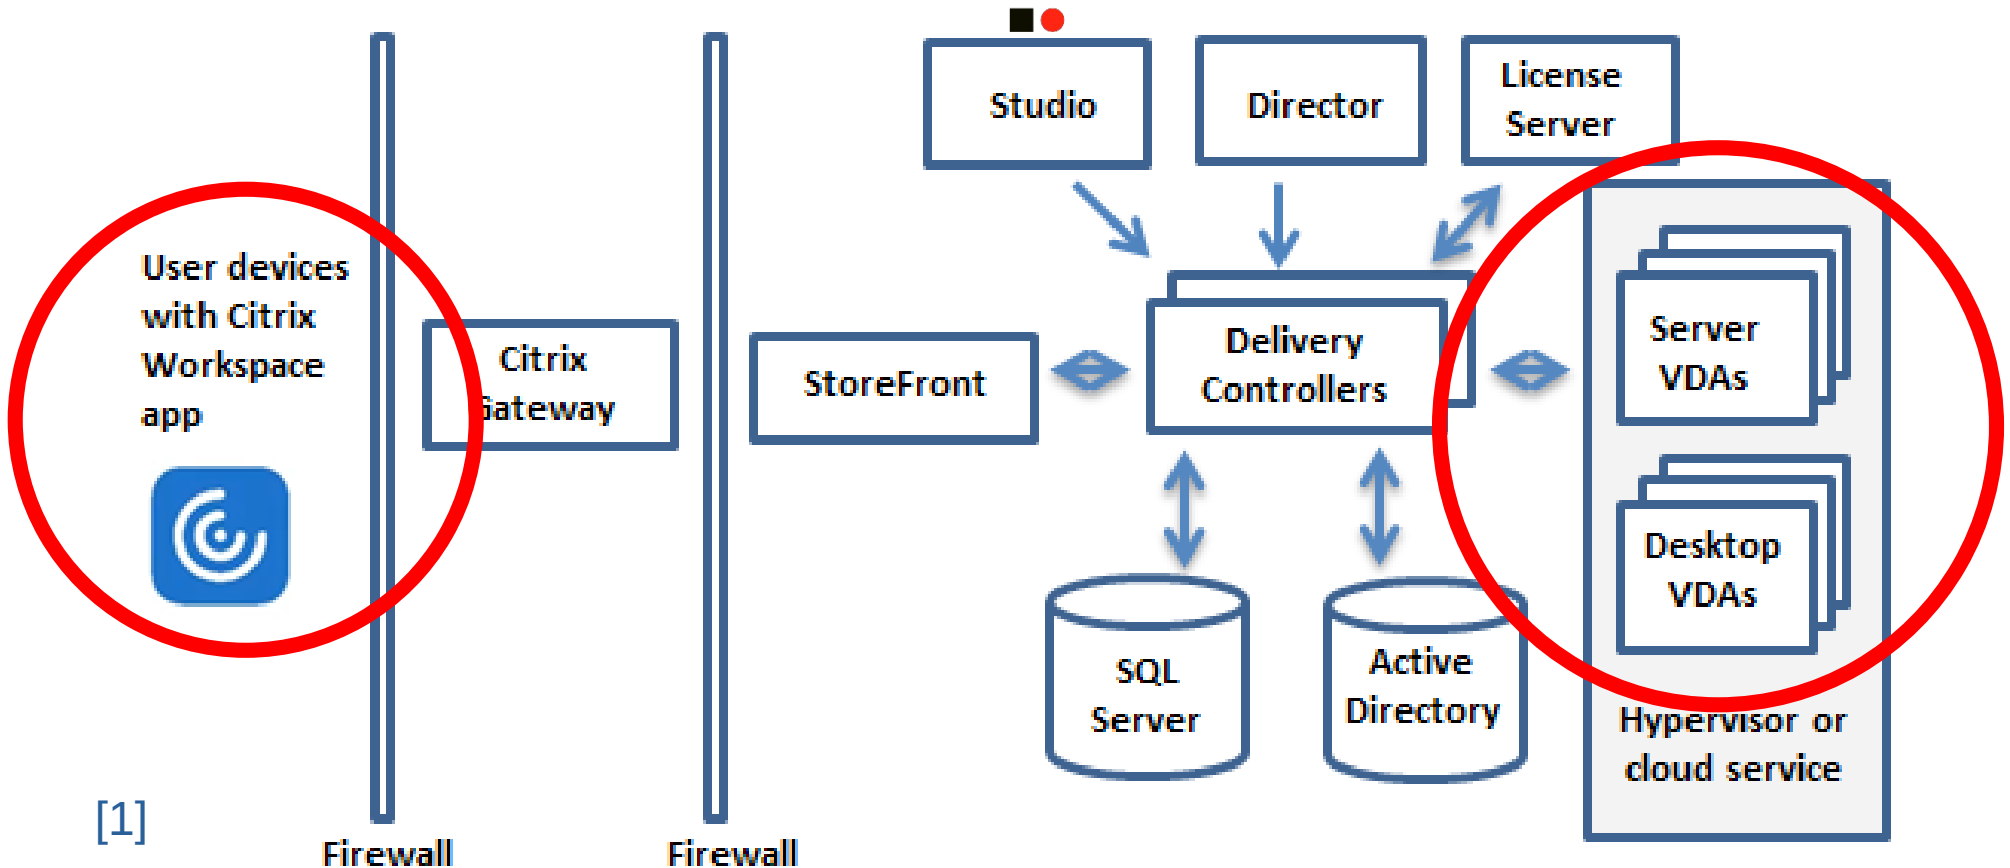 Studio
Director
License
Server
User devices
with Citrix
Workspace
app
Citrix
Gateway
StoreFront
Delivery
Controllers
Server
VDAs
Desktop
VDAs
SQL
Server
Active
Directory
Hypervisor or
cloud service
[1]
Firewall
Firewall